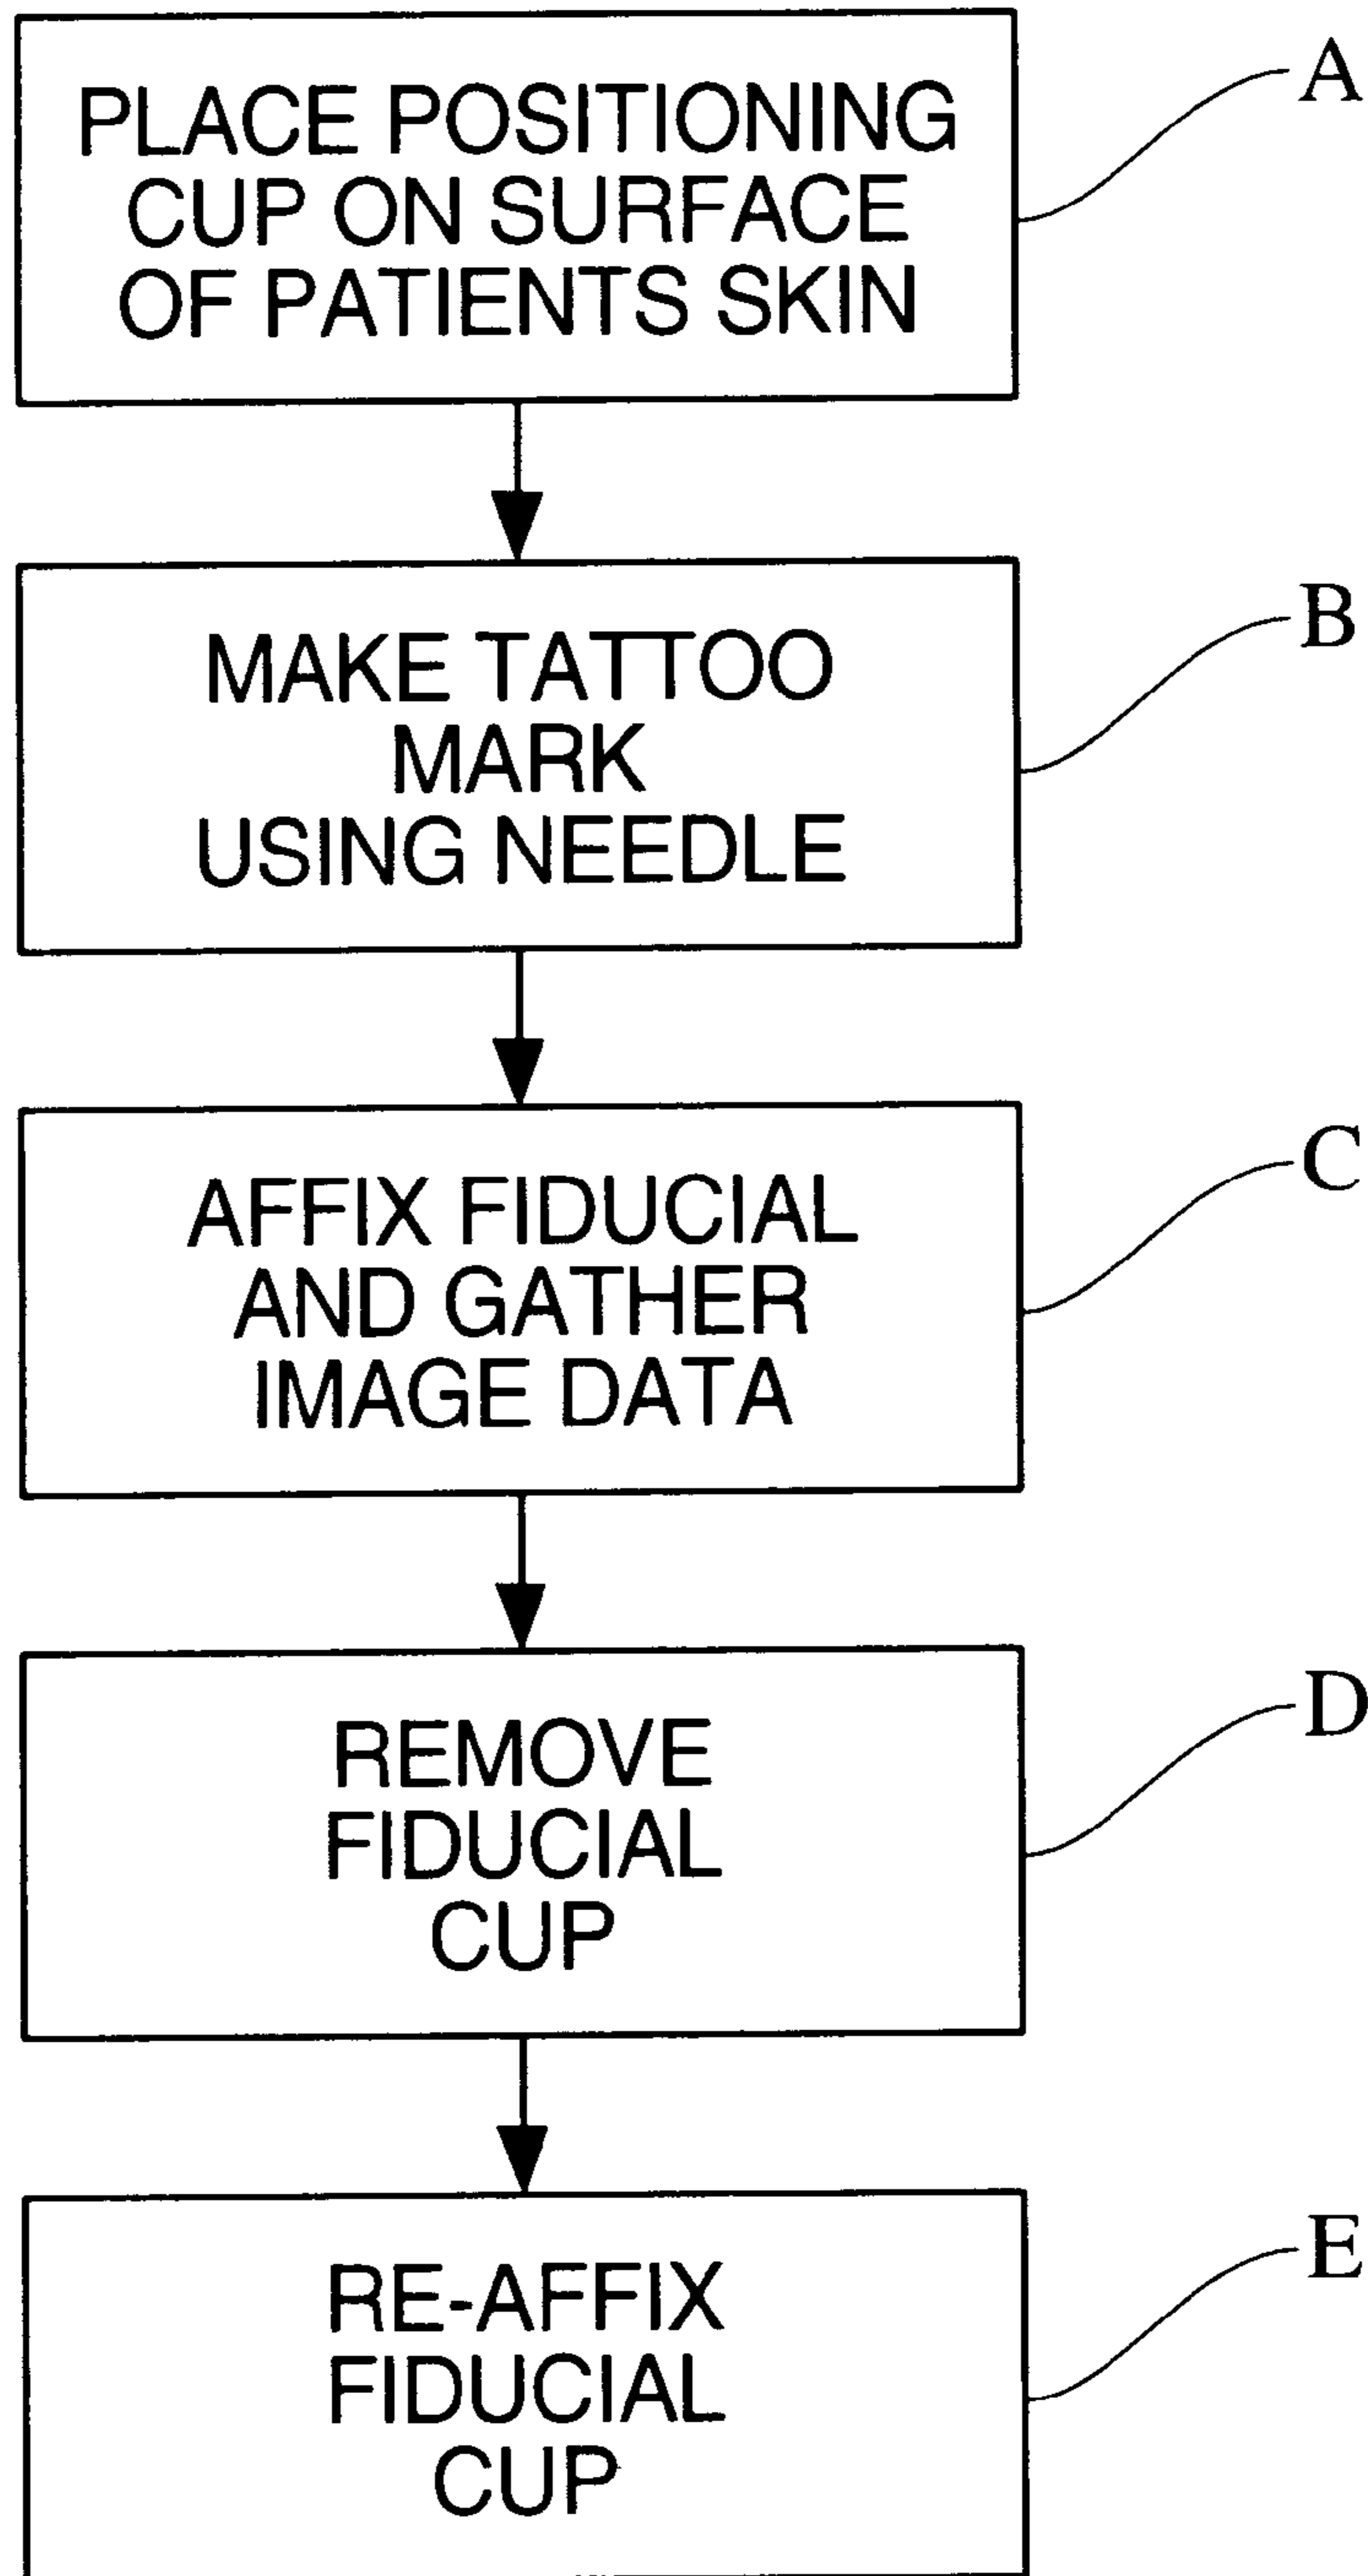 PLACE POSITIONING
CUP ON SURFACE
OF PATIENTS SKIN
A
MAKE TATTOO
MARK
USING NEEDLE
B
AFFIX FIDUCIAL
AND GATHER
IMAGE DATA
C
REMOVE
FIDUCIAL
CUP
D
RE-AFFIX
FIDUCIAL
CUP
E